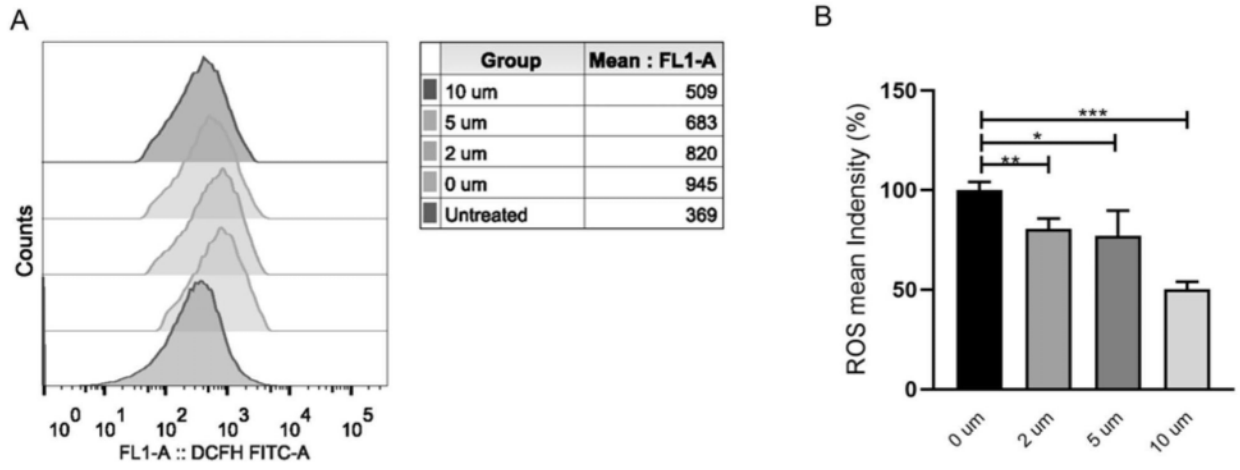 A
Counts
10^0 10^1 10^2 10^3 10^4 10^5
FL1-A :: DCFH FITC-A
Group Mean : FL1-A
10 um 509
5 um 683
2 um 820
0 um 945
Untreated 369
B
ROS mean Indensity (%)
150
100
50
0
***
*
**
0 um 2 um 5 um 10 um